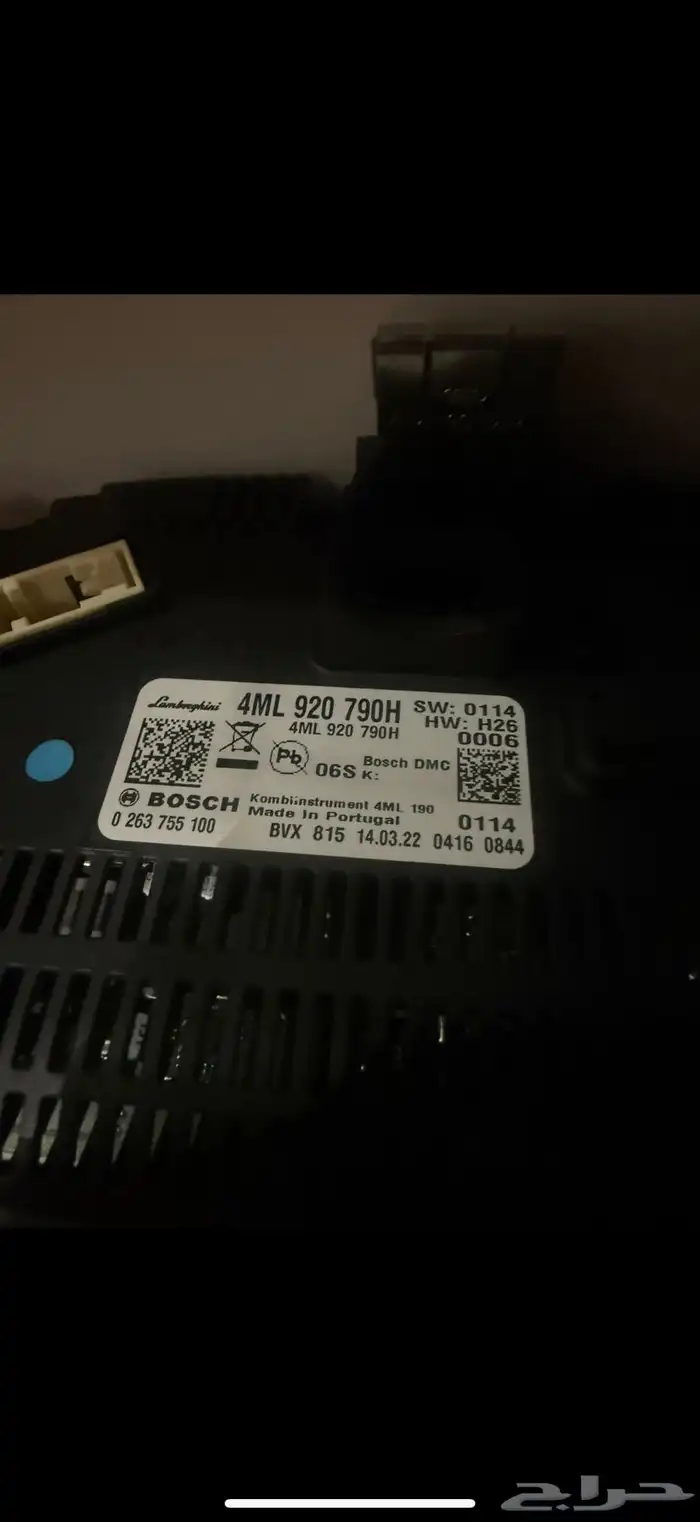 Lamborghini 4ML 920 790H SW: 0114
4ML 920 790H HW: H26
0006
Pb 06S Bosch DMC
K:
BOSCH Kombiinstrument 4ML 190
Made In Portugal 0114
0 263 755 100 BVX 815 14.03.22 0416 0844
حراج